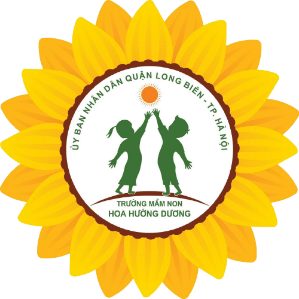 ỦY BAN NHÂN DÂN QUẬN LONG BIÊN - TP. HÀ NỘI
TRƯỜNG MẦM NON
HOA HƯỚNG DƯƠNG